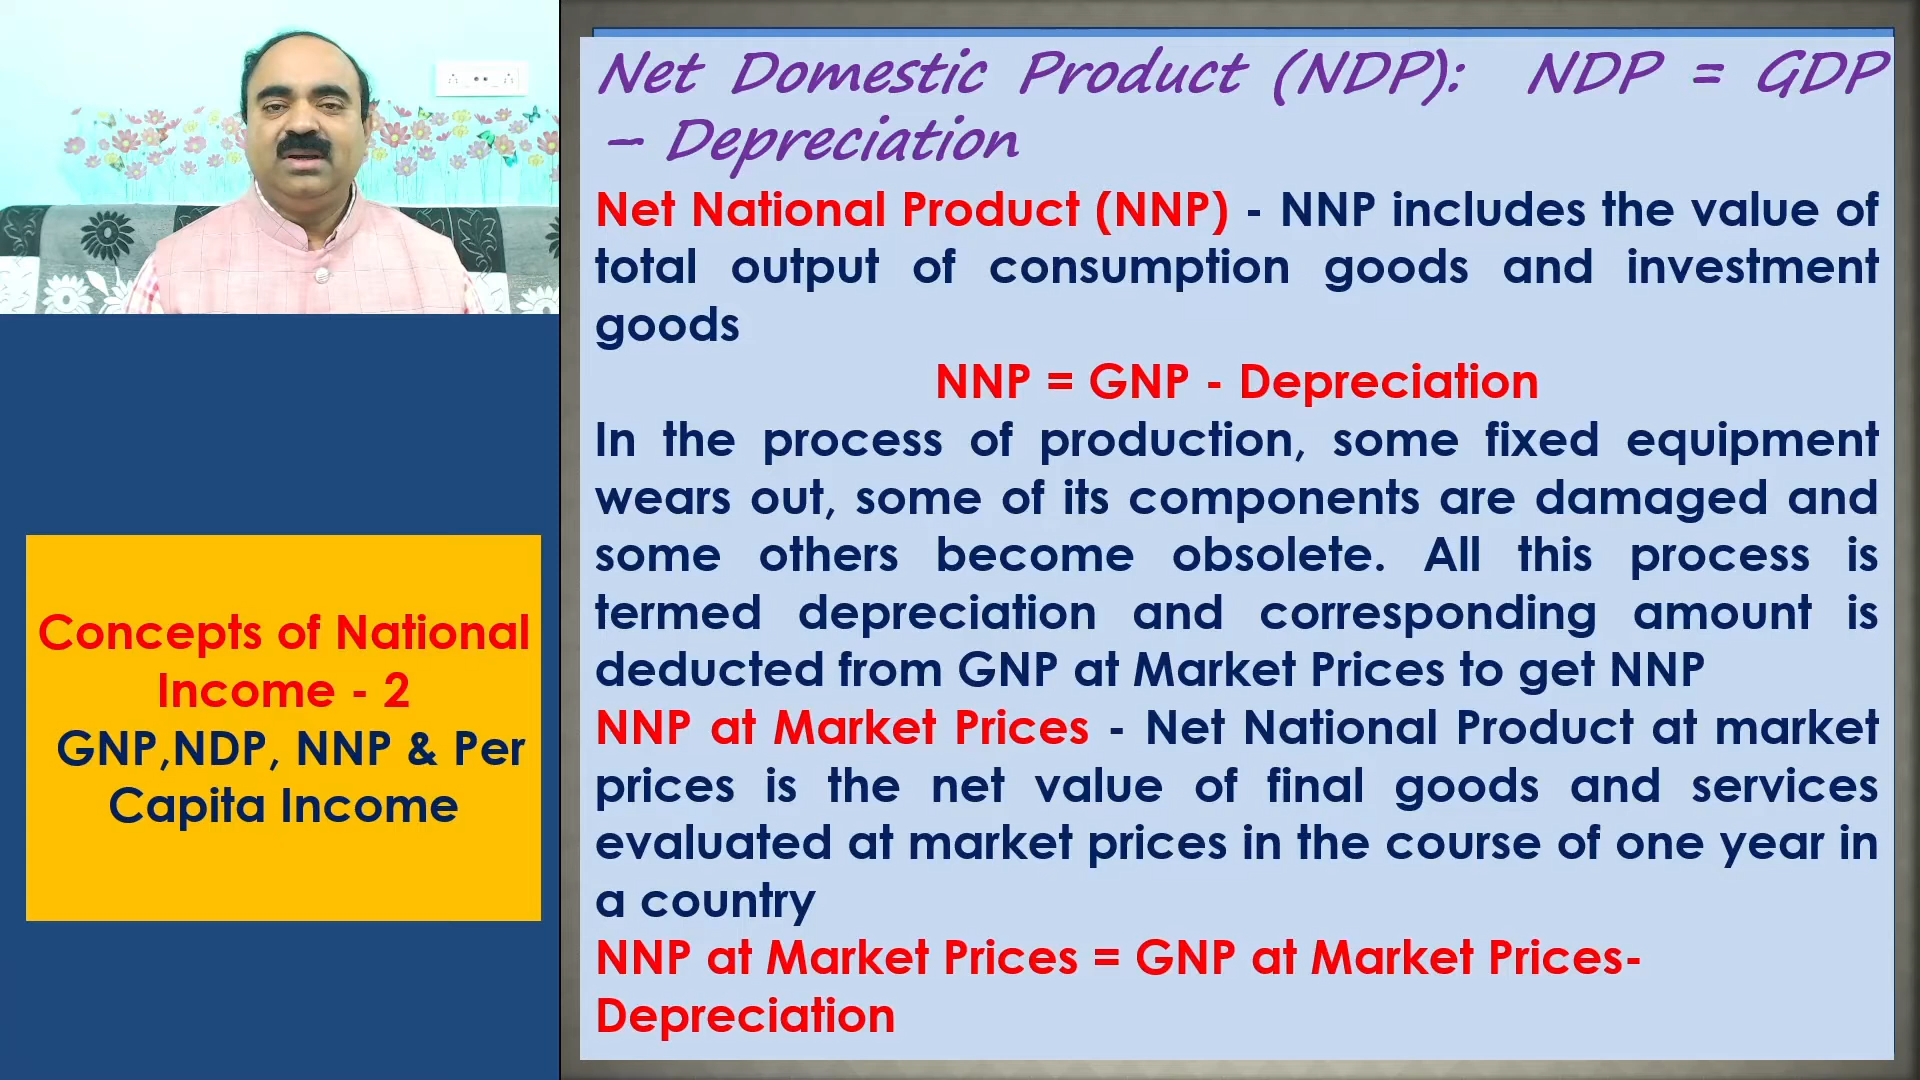 Net Domestic Product (NDP): NDP = GDP
– Depreciation
Net National Product (NNP) - NNP includes the value of
total output of consumption goods and investment
goods
NNP = GNP - Depreciation
In the process of production, some fixed equipment
wears out, some of its components are damaged and
some others become obsolete. All this process is
termed depreciation and corresponding amount is
deducted from GNP at Market Prices to get NNP
NNP at Market Prices - Net National Product at market
prices is the net value of final goods and services
evaluated at market prices in the course of one year in
a country
NNP at Market Prices = GNP at Market Prices-
Depreciation
Concepts of National
Income - 2
GNP,NDP, NNP & Per
Capita Income